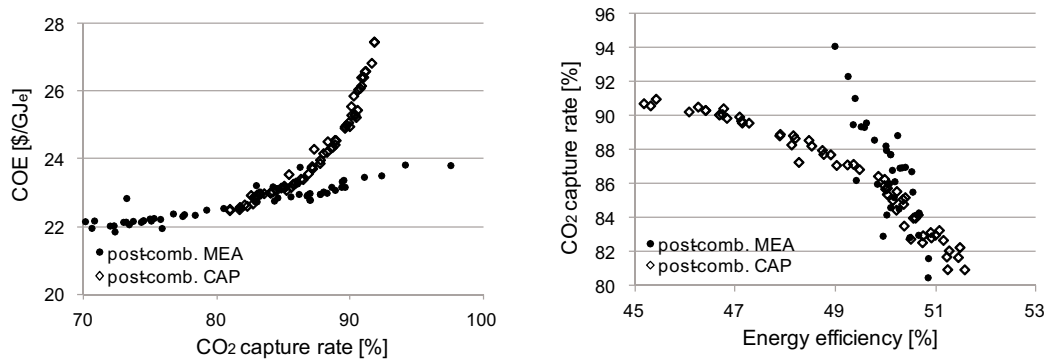 28
26
24
22
20
COE [$/GJe]
post-comb. MEA
post-comb. CAP
70 80 90 100
CO2 capture rate [%]
96
94
92
90
88
86
84
82
80
CO2 capture rate [%]
post-comb. MEA
post-comb. CAP
45 47 49 51 53
Energy efficiency [%]